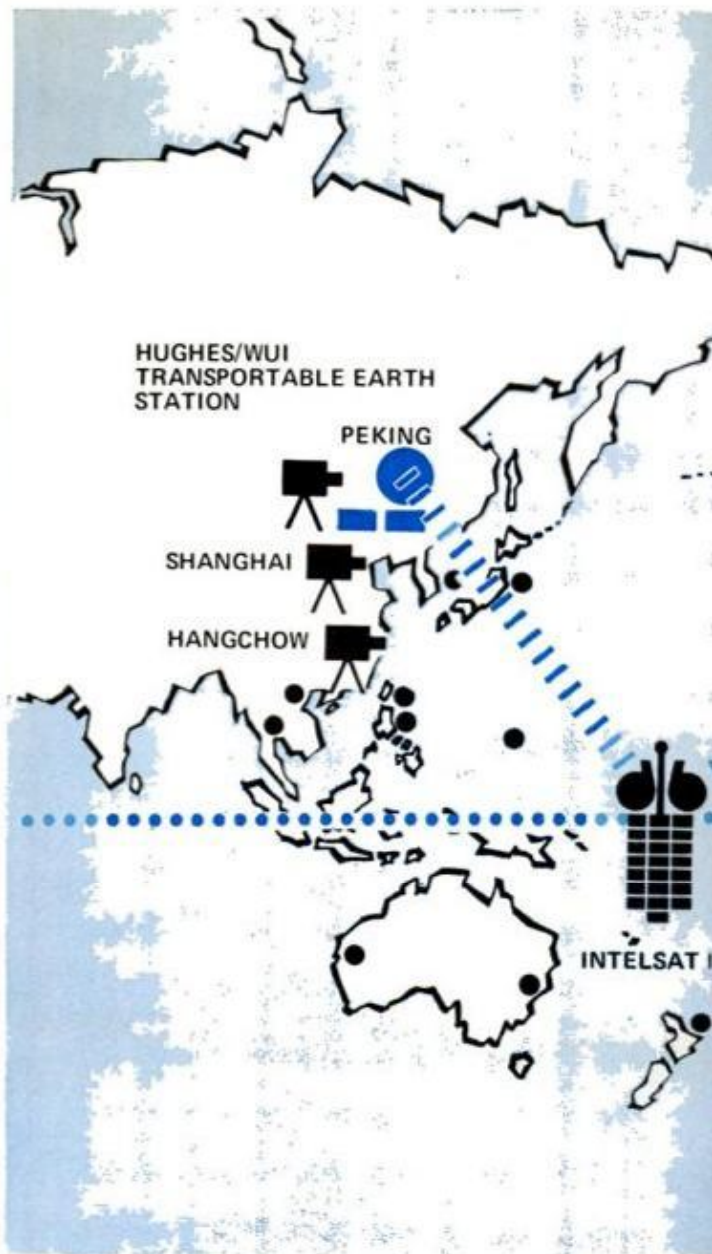 HUGHES/WUI
TRANSPORTABLE EARTH
STATION
PEKING
SHANGHAI
HANGCHOW
INTELSAT I